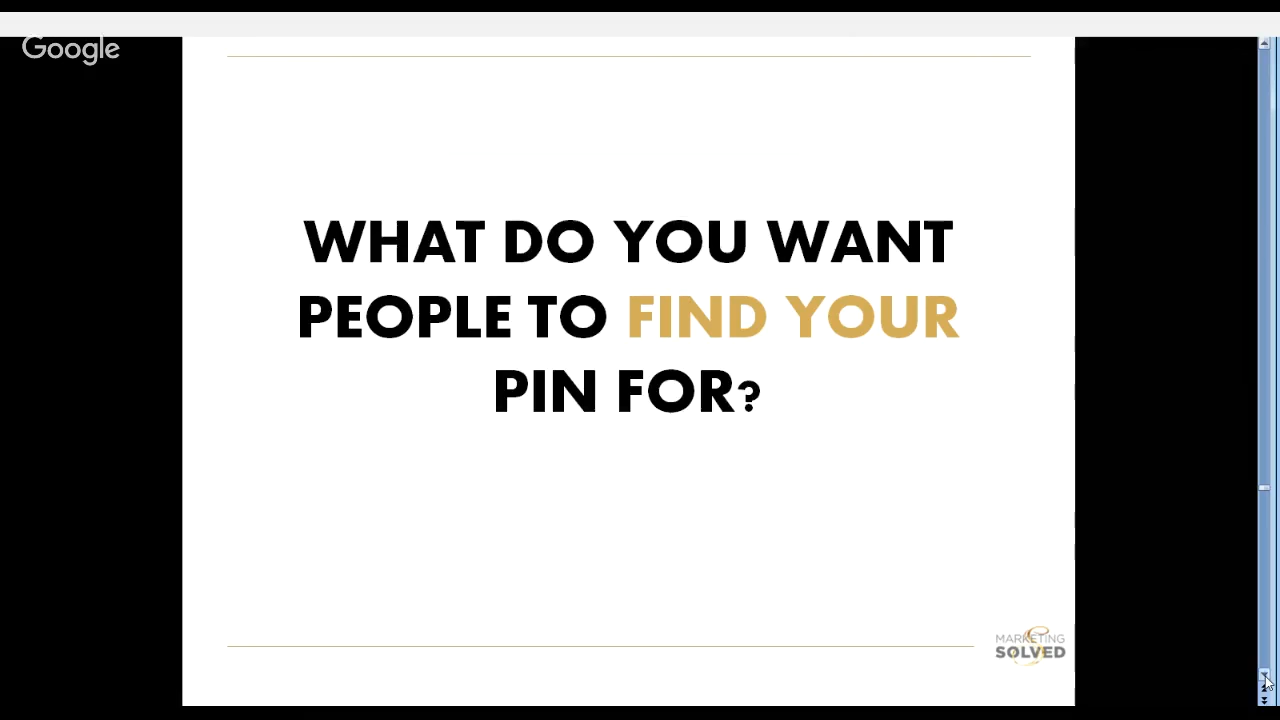 Google
WHAT DO YOU WANT
PEOPLE TO FIND YOUR
PIN FOR?
MARKETING
SOLVED